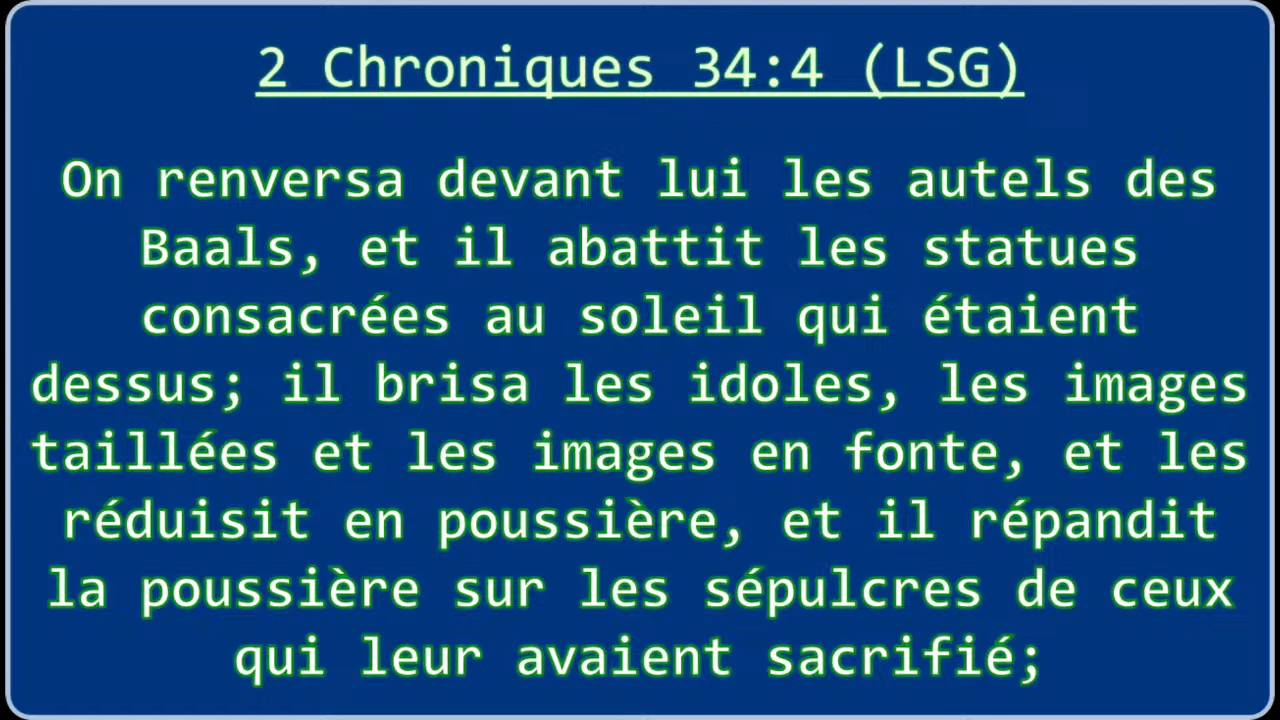 2 Chroniques 34:4 (LSG)
On renversa devant lui les autels des
Baals, et il abattit les statues
consacrées au soleil qui étaient
dessus; il brisa les idoles, les images
taillées et les images en fonte, et les
réduisit en poussière, et il répandit
la poussière sur les sépulcres de ceux
qui leur avaient sacrifié;